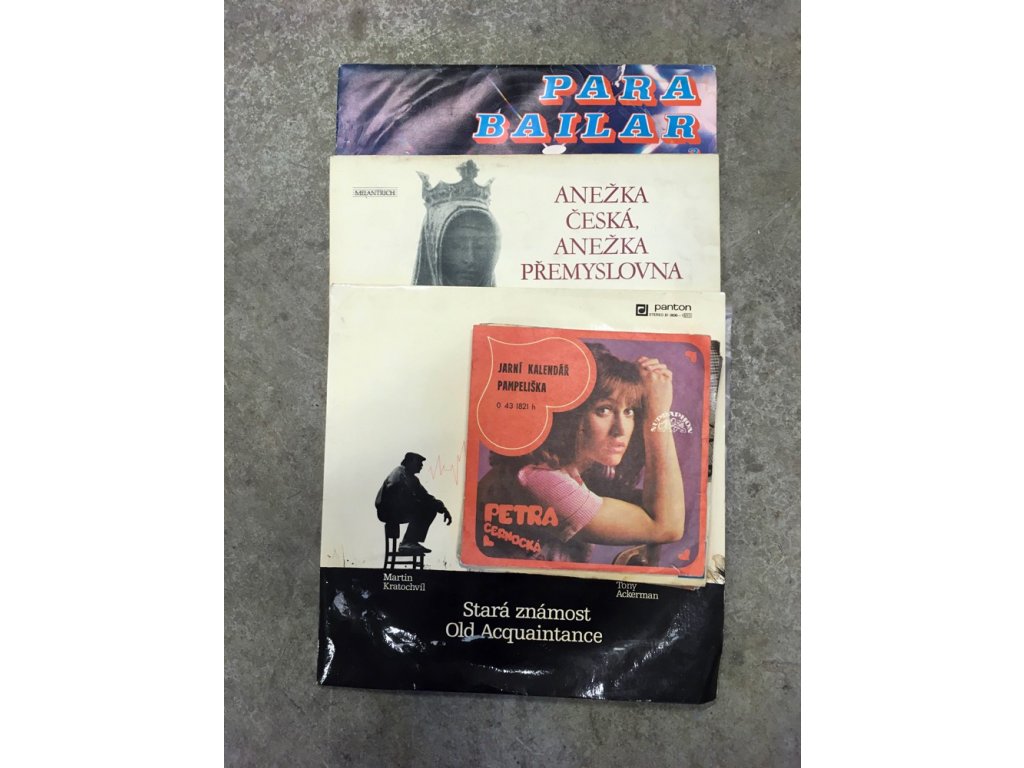 PARA
BAILAR
MELANTRICH
ANEŽKA
ČESKÁ,
ANEŽKA
PŘEMYSLOVNA
panton
STEREO
JARNÍ KALENDÁŘ
PAMPELIŠKA
0 43 1821 h
SUPRAPHON
PETRA
ČERNOCKÁ
Martin
Kratochvíl
Tony
Ackerman
Stará známost
Old Acquaintance